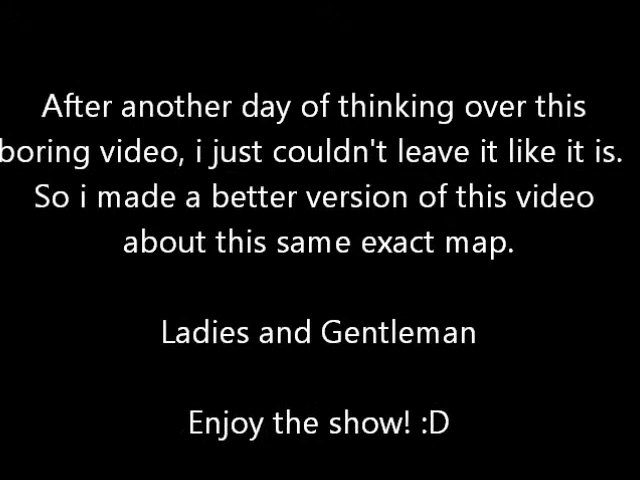 After another day of thinking over this
boring video, i just couldn't leave it like it is.
So i made a better version of this video
about this same exact map.
Ladies and Gentleman
Enjoy the show! :D